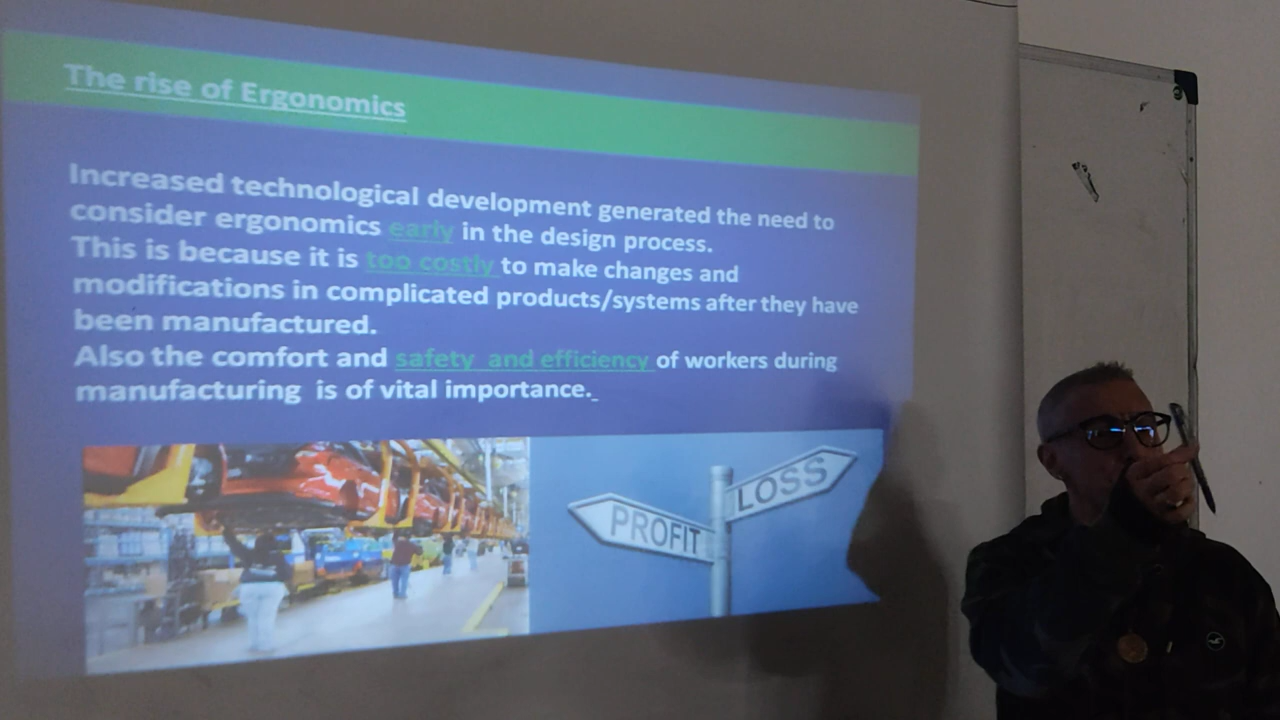 The rise of Ergonomics
Increased technological development generated the need to
consider ergonomics early in the design process.
This is because it is too costly to make changes and
modifications in complicated products/systems after they have
been manufactured.
Also the comfort and safety and efficiency of workers during
manufacturing is of vital importance.
PROFIT
LOSS